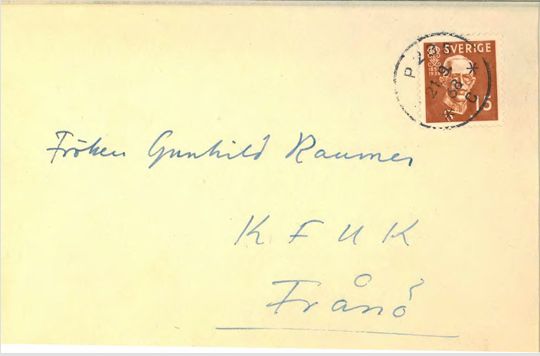 SVERIGE
15
Fröken Gunhild Raumer
K F U K
Frånö